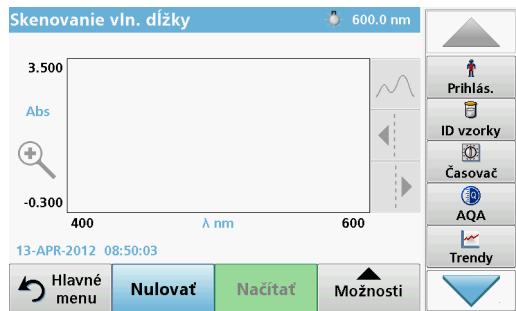 Skenovanie vln. dĺžky
600.0 nm
3.500
Abs
-0.300
400
λ nm
600
13-APR-2012 08:50:03
Hlavné
menu
Nulovať
Načítať
Možnosti
Prihlás.
ID vzorky
Časovač
AQA
Trendy